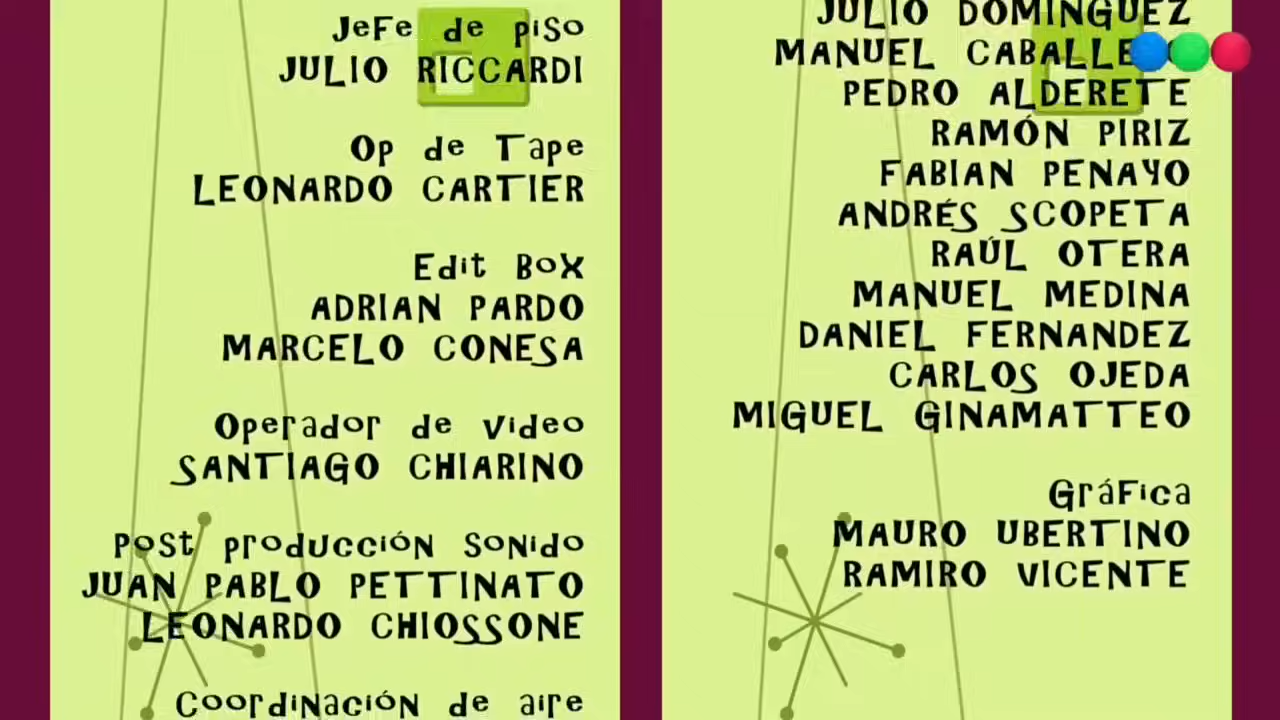 Jefe de piso
JULIO RICCARDI
Op de Tape
LEONARDO CARTIER
Edit Box
ADRIAN PARDO
MARCELO CONESA
Operador de video
SANTIAGO CHIARINO
Post producción sonido
JUAN PABLO PETTINATO
LEONARDO CHIOSSONE
Coordinación de aire
JULIO DOMINGUEZ
MANUEL CABALLERO
PEDRO ALDERETE
RAMÓN PIRIZ
FABIAN PENAYO
ANDRÉS SCOPETA
RAÚL OTERA
MANUEL MEDINA
DANIEL FERNANDEZ
CARLOS OJEDA
MIGUEL GINAMATTEO
Gráfica
MAURO UBERTINO
RAMIRO VICENTE